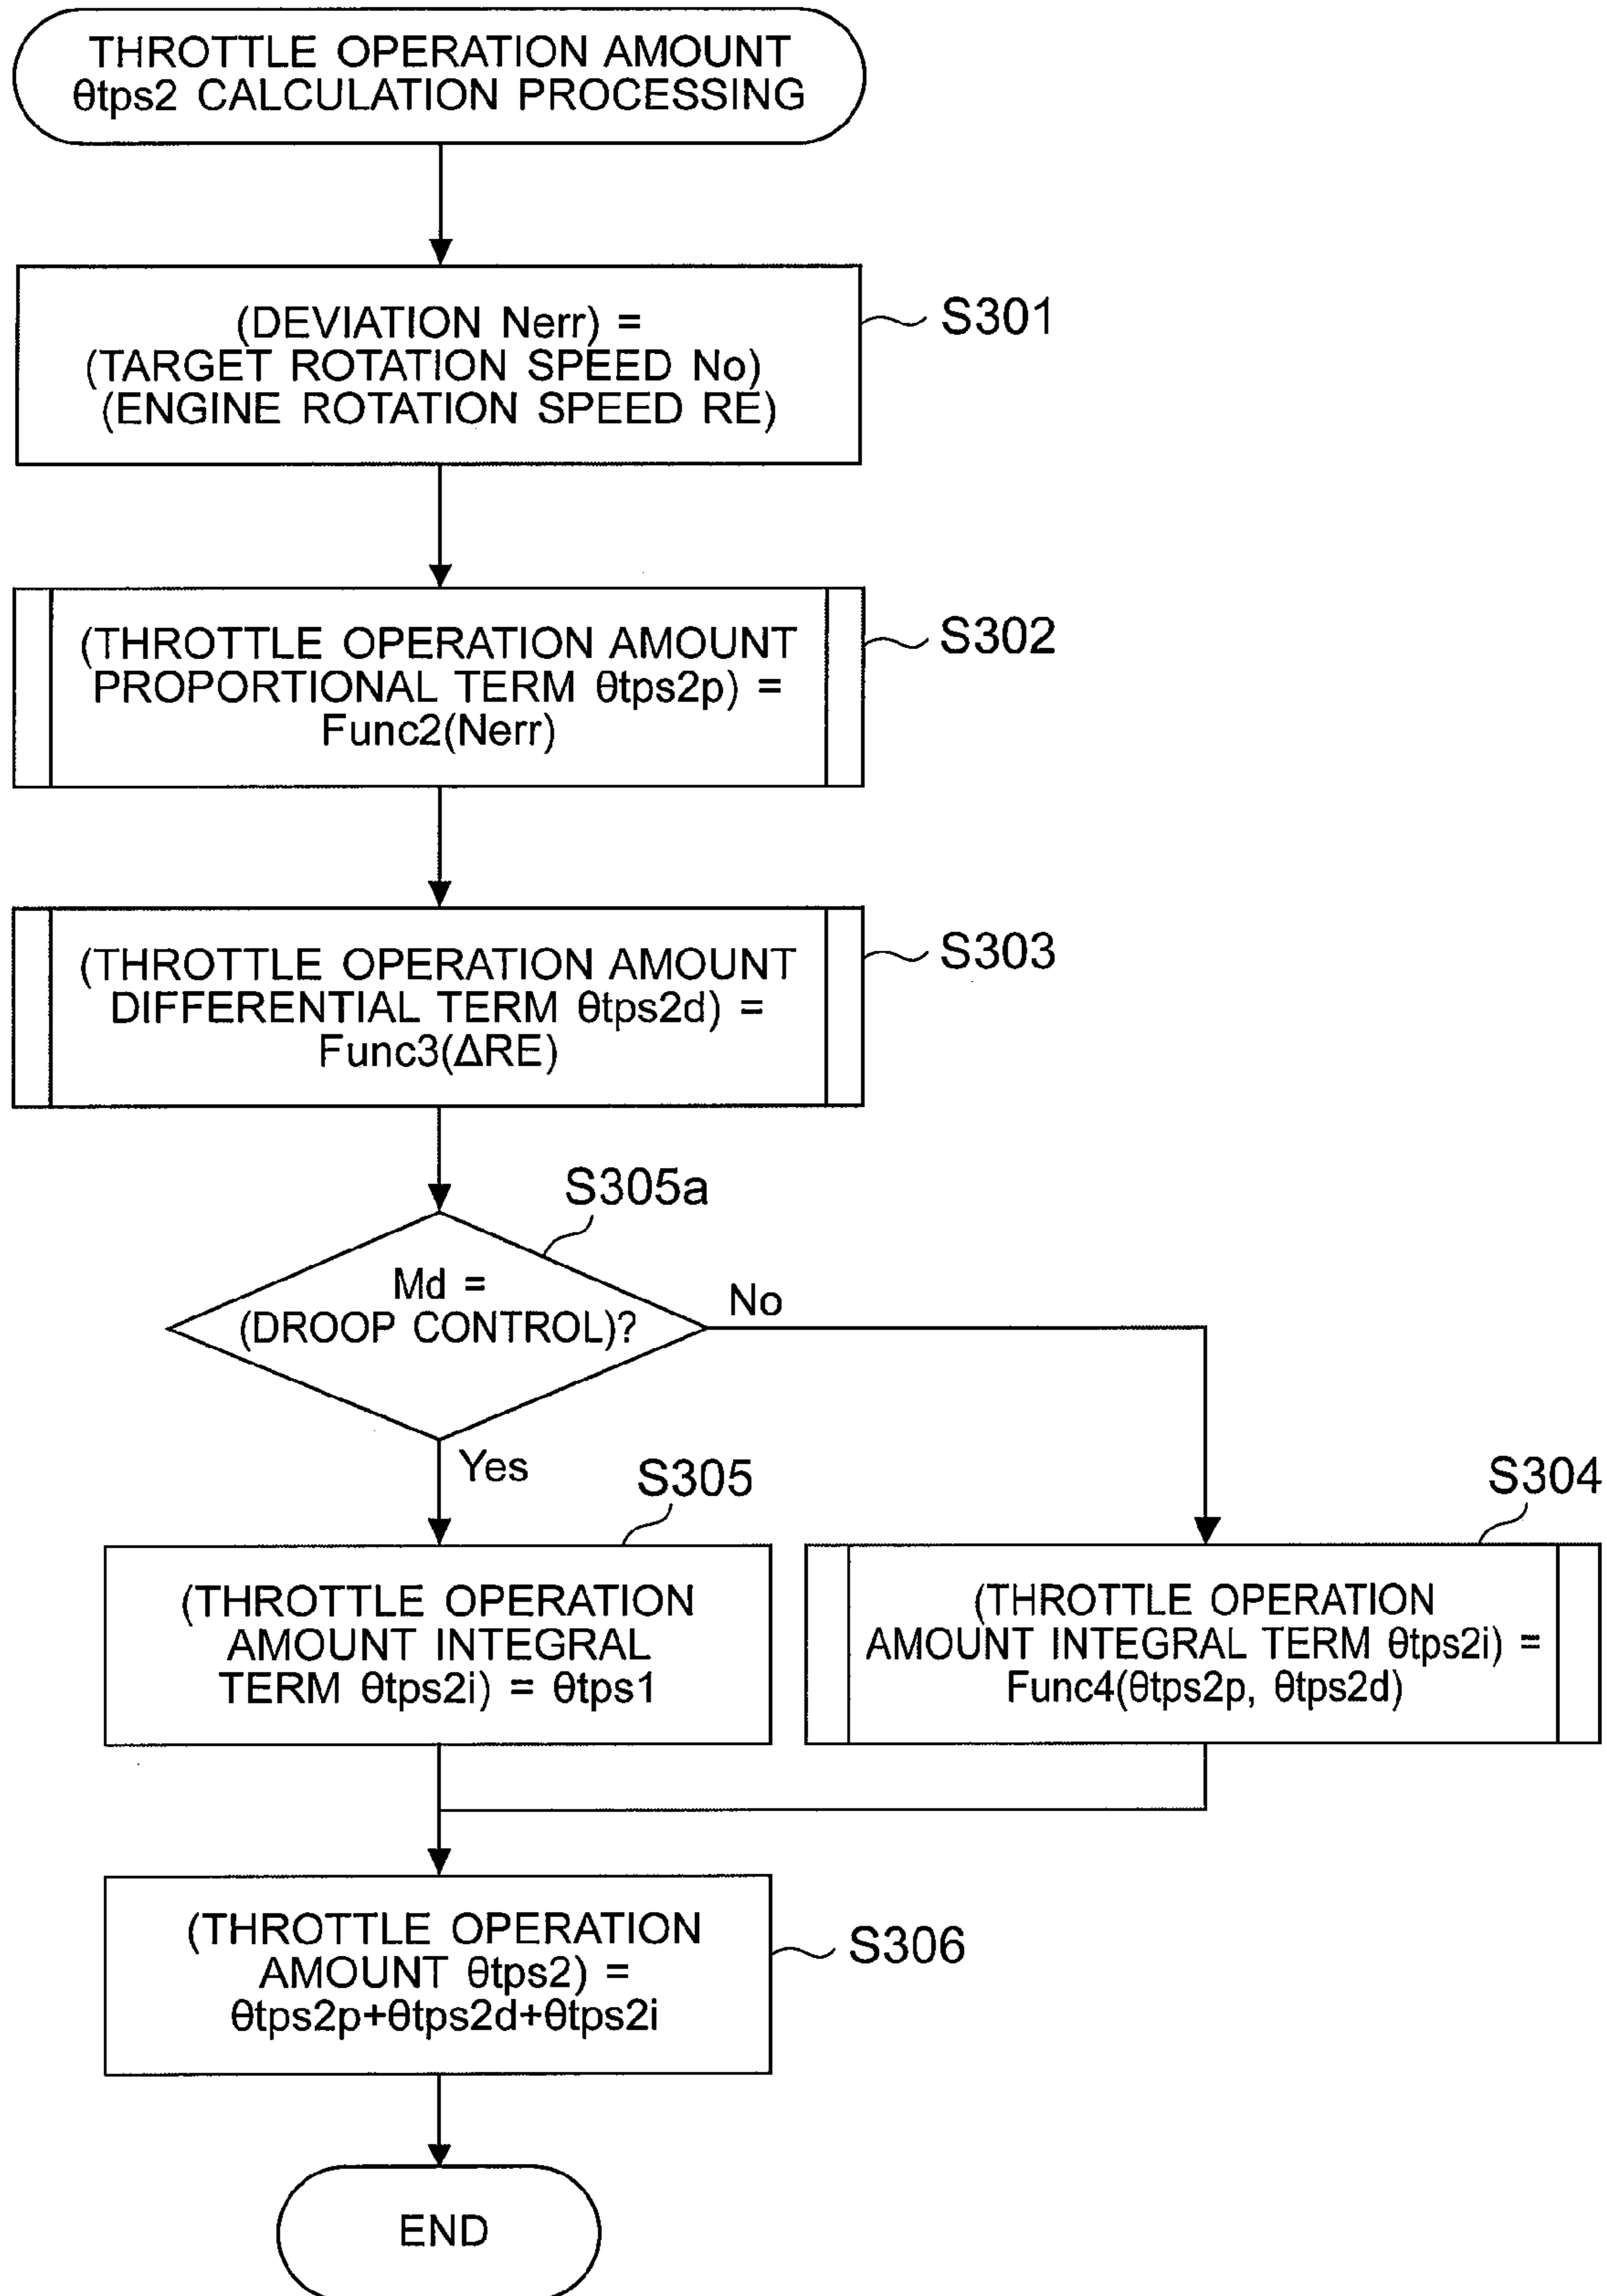 THROTTLE OPERATION AMOUNT
θtps2 CALCULATION PROCESSING
(DEVIATION Nerr) =
(TARGET ROTATION SPEED No)
(ENGINE ROTATION SPEED RE)
S301
(THROTTLE OPERATION AMOUNT
PROPORTIONAL TERM θtps2p) =
Func2(Nerr)
S302
(THROTTLE OPERATION AMOUNT
DIFFERENTIAL TERM θtps2d) =
Func3(ΔRE)
S303
S305a
Md =
(DROOP CONTROL)?
No
Yes
S305
(THROTTLE OPERATION
AMOUNT INTEGRAL
TERM θtps2i) = θtps1
S304
(THROTTLE OPERATION
AMOUNT INTEGRAL TERM θtps2i) =
Func4(θtps2p, θtps2d)
(THROTTLE OPERATION
AMOUNT θtps2) =
θtps2p+θtps2d+θtps2i
S306
END